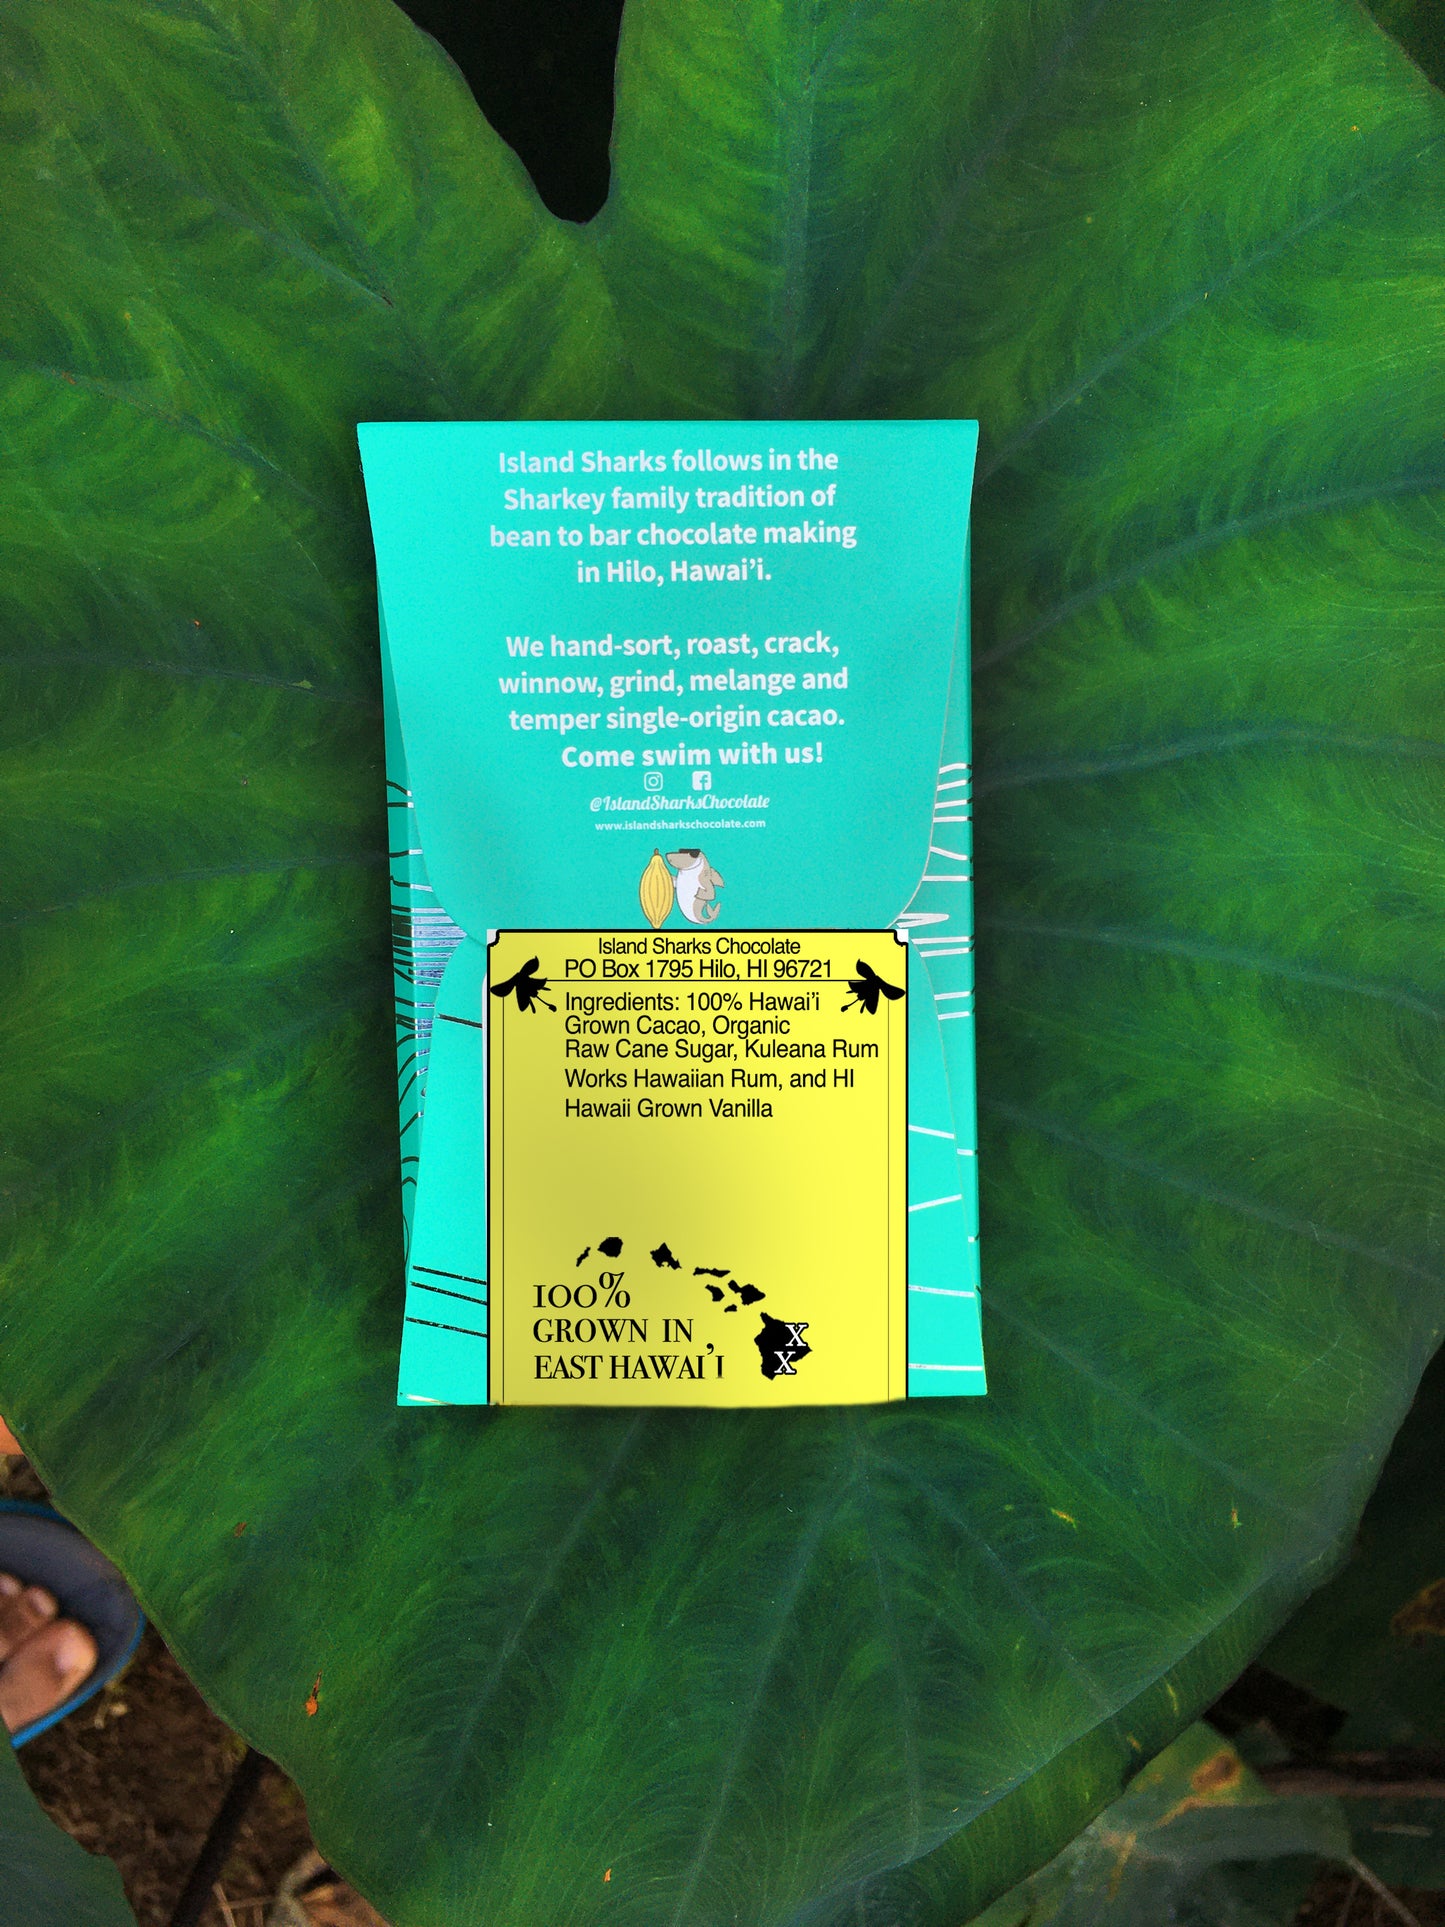 Island Sharks follows in the
Sharkey family tradition of
bean to bar chocolate making
in Hilo, Hawai’i.
We hand-sort, roast, crack,
winnow, grind, melange and
temper single-origin cacao.
Come swim with us!
@IslandSharksChocolate
www.islandsharkschocolate.com
Island Sharks Chocolate
PO Box 1795 Hilo, HI 96721
Ingredients: 100% Hawai’i
Grown Cacao, Organic
Raw Cane Sugar, Kuleana Rum
Works Hawaiian Rum, and HI
Hawaii Grown Vanilla
100%
GROWN IN
EAST HAWAI’I
X
X